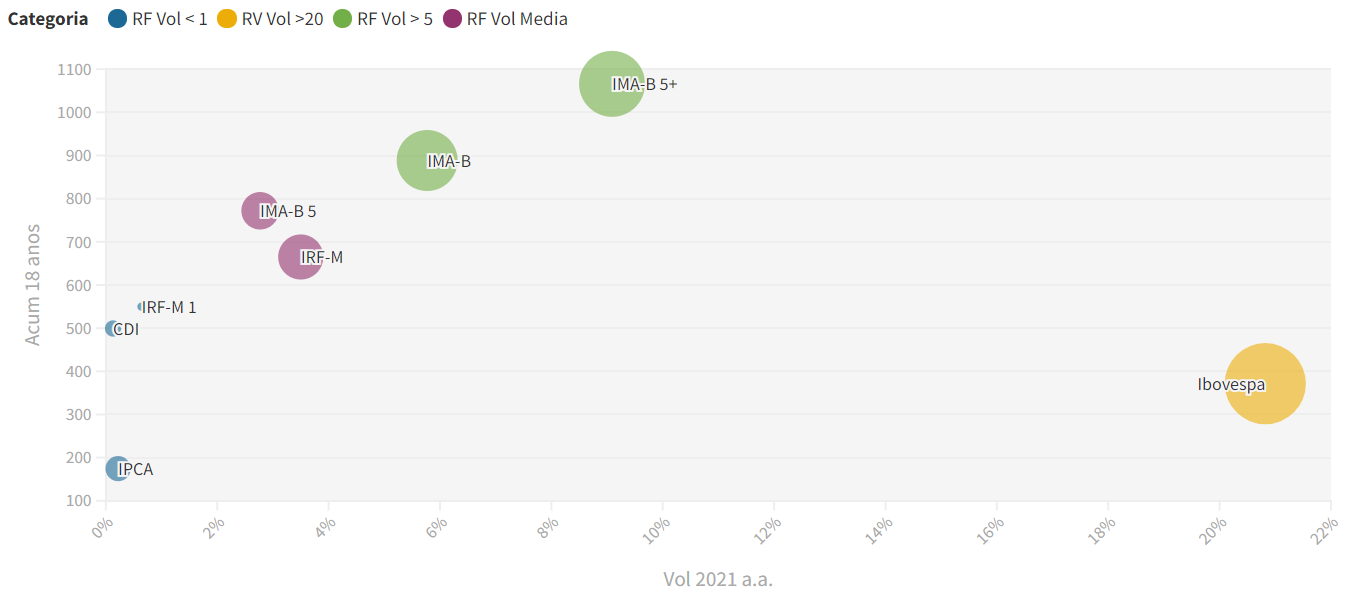 Categoria RF Vol < 1 RV Vol >20 RF Vol > 5 RF Vol Media
1100
1000
900
800
700
600
500
400
300
200
100
Acum 18 anos
IMA-B 5+
IMA-B
IMA-B 5
IRF-M
IRF-M 1
CDI
Ibovespa
IPCA
0% 2% 4% 6% 8% 10% 12% 14% 16% 18% 20% 22%
Vol 2021 a.a.